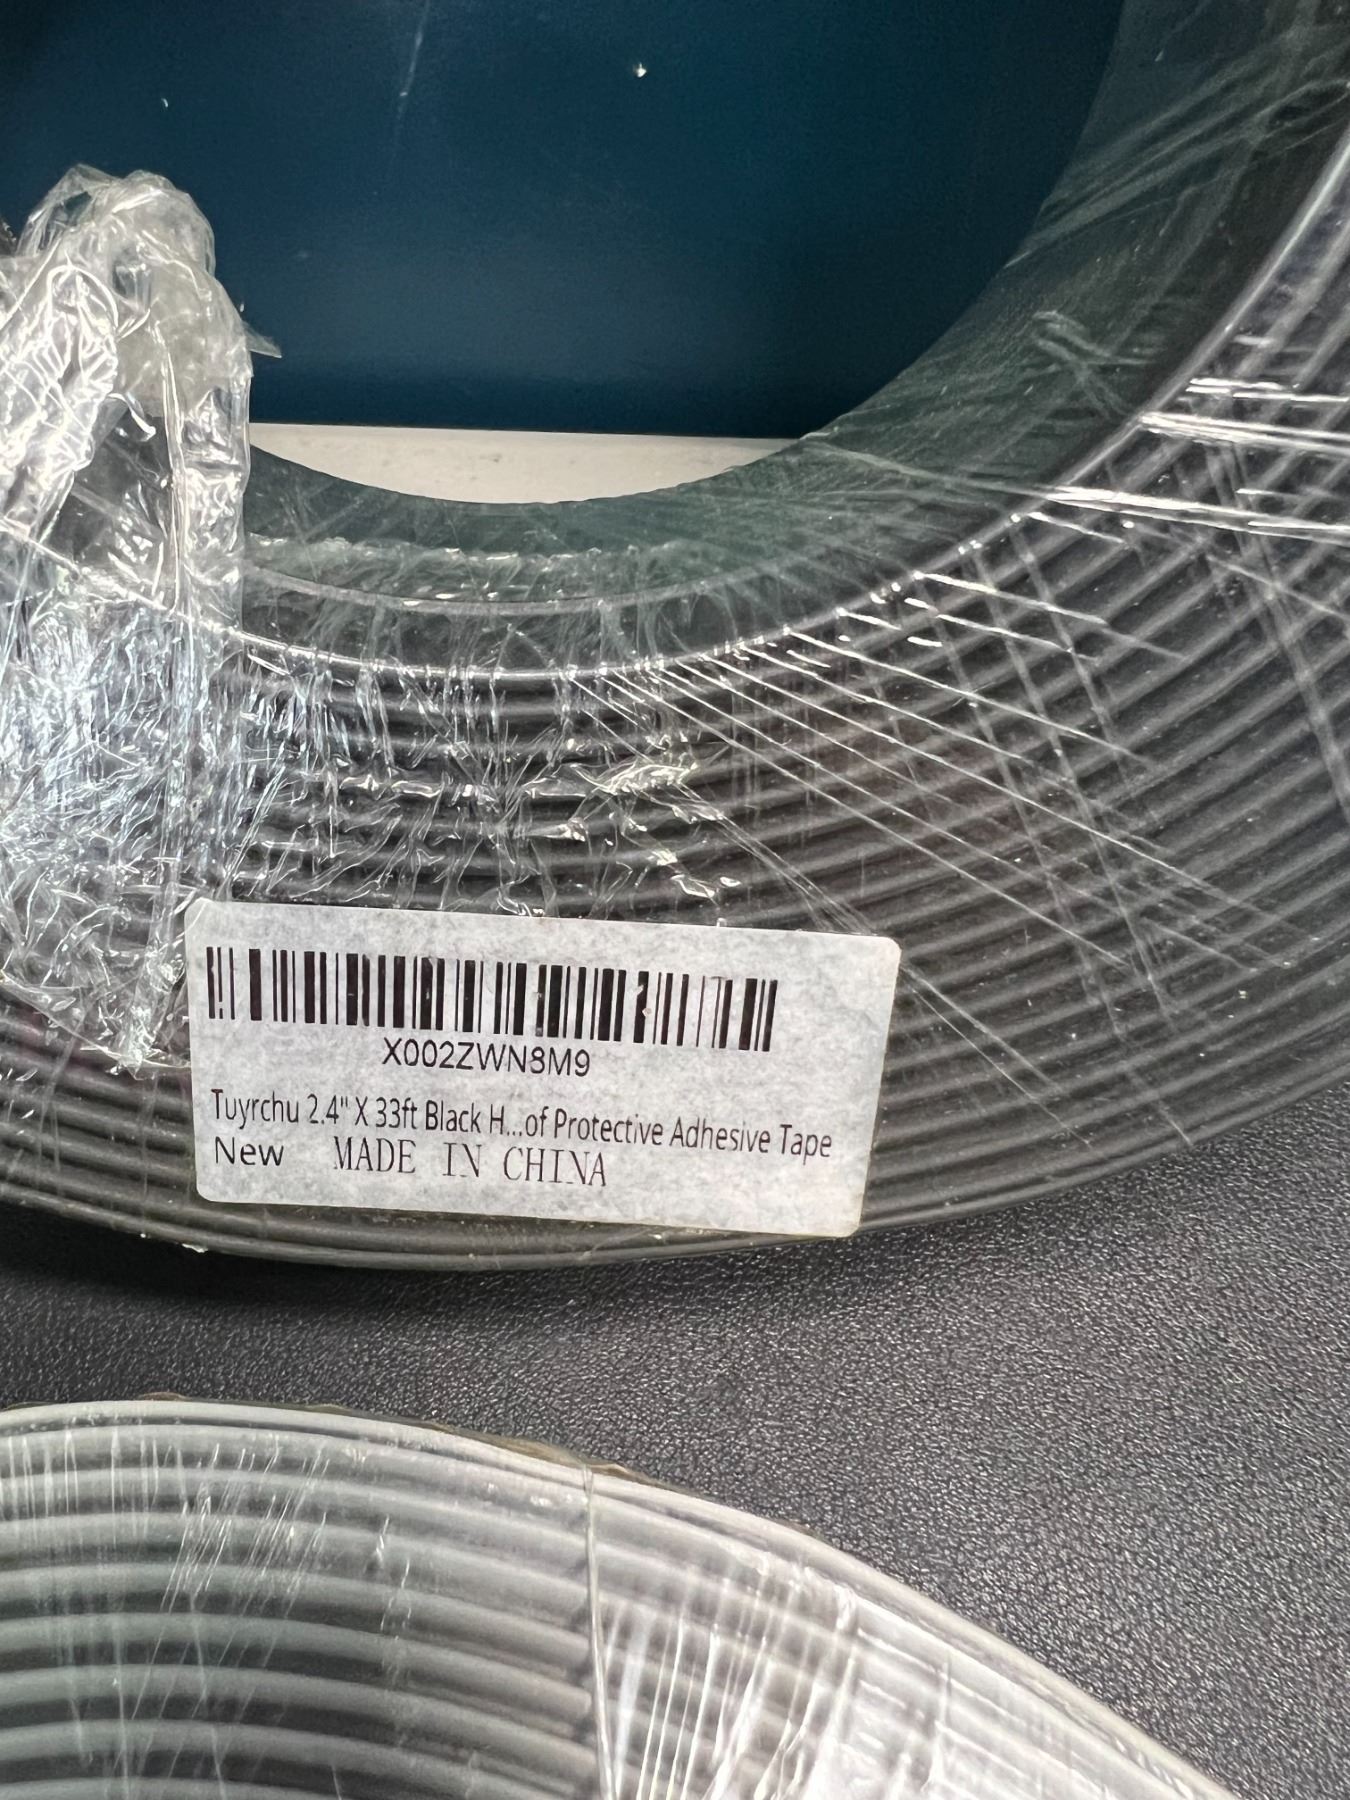 X002ZWN8M9
Tuyrchu 2.4" X 33ft Black H...of Protective Adhesive Tape
New MADE IN CHINA